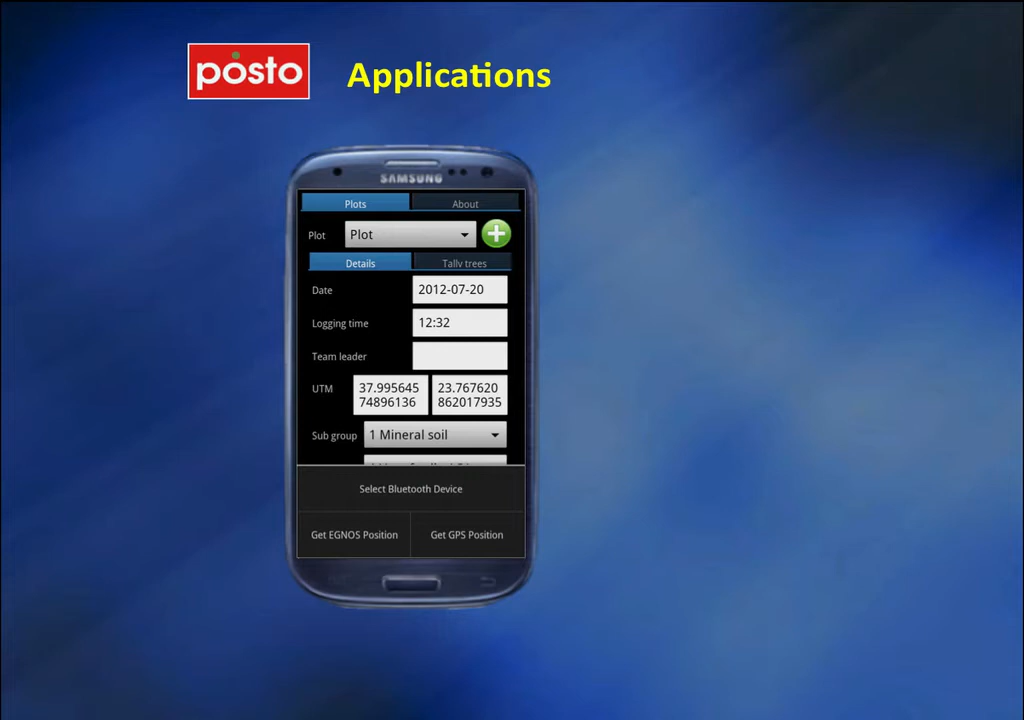 posto
Applications
SAMSUNG
Plots
About
Plot
Plot
Details
Tally trees
Date
2012-07-20
Logging time
12:32
Team leader
UTM
37.995645
74896136
23.767620
862017935
Sub group
1 Mineral soil
Select Bluetooth Device
Get EGNOS Position
Get GPS Position